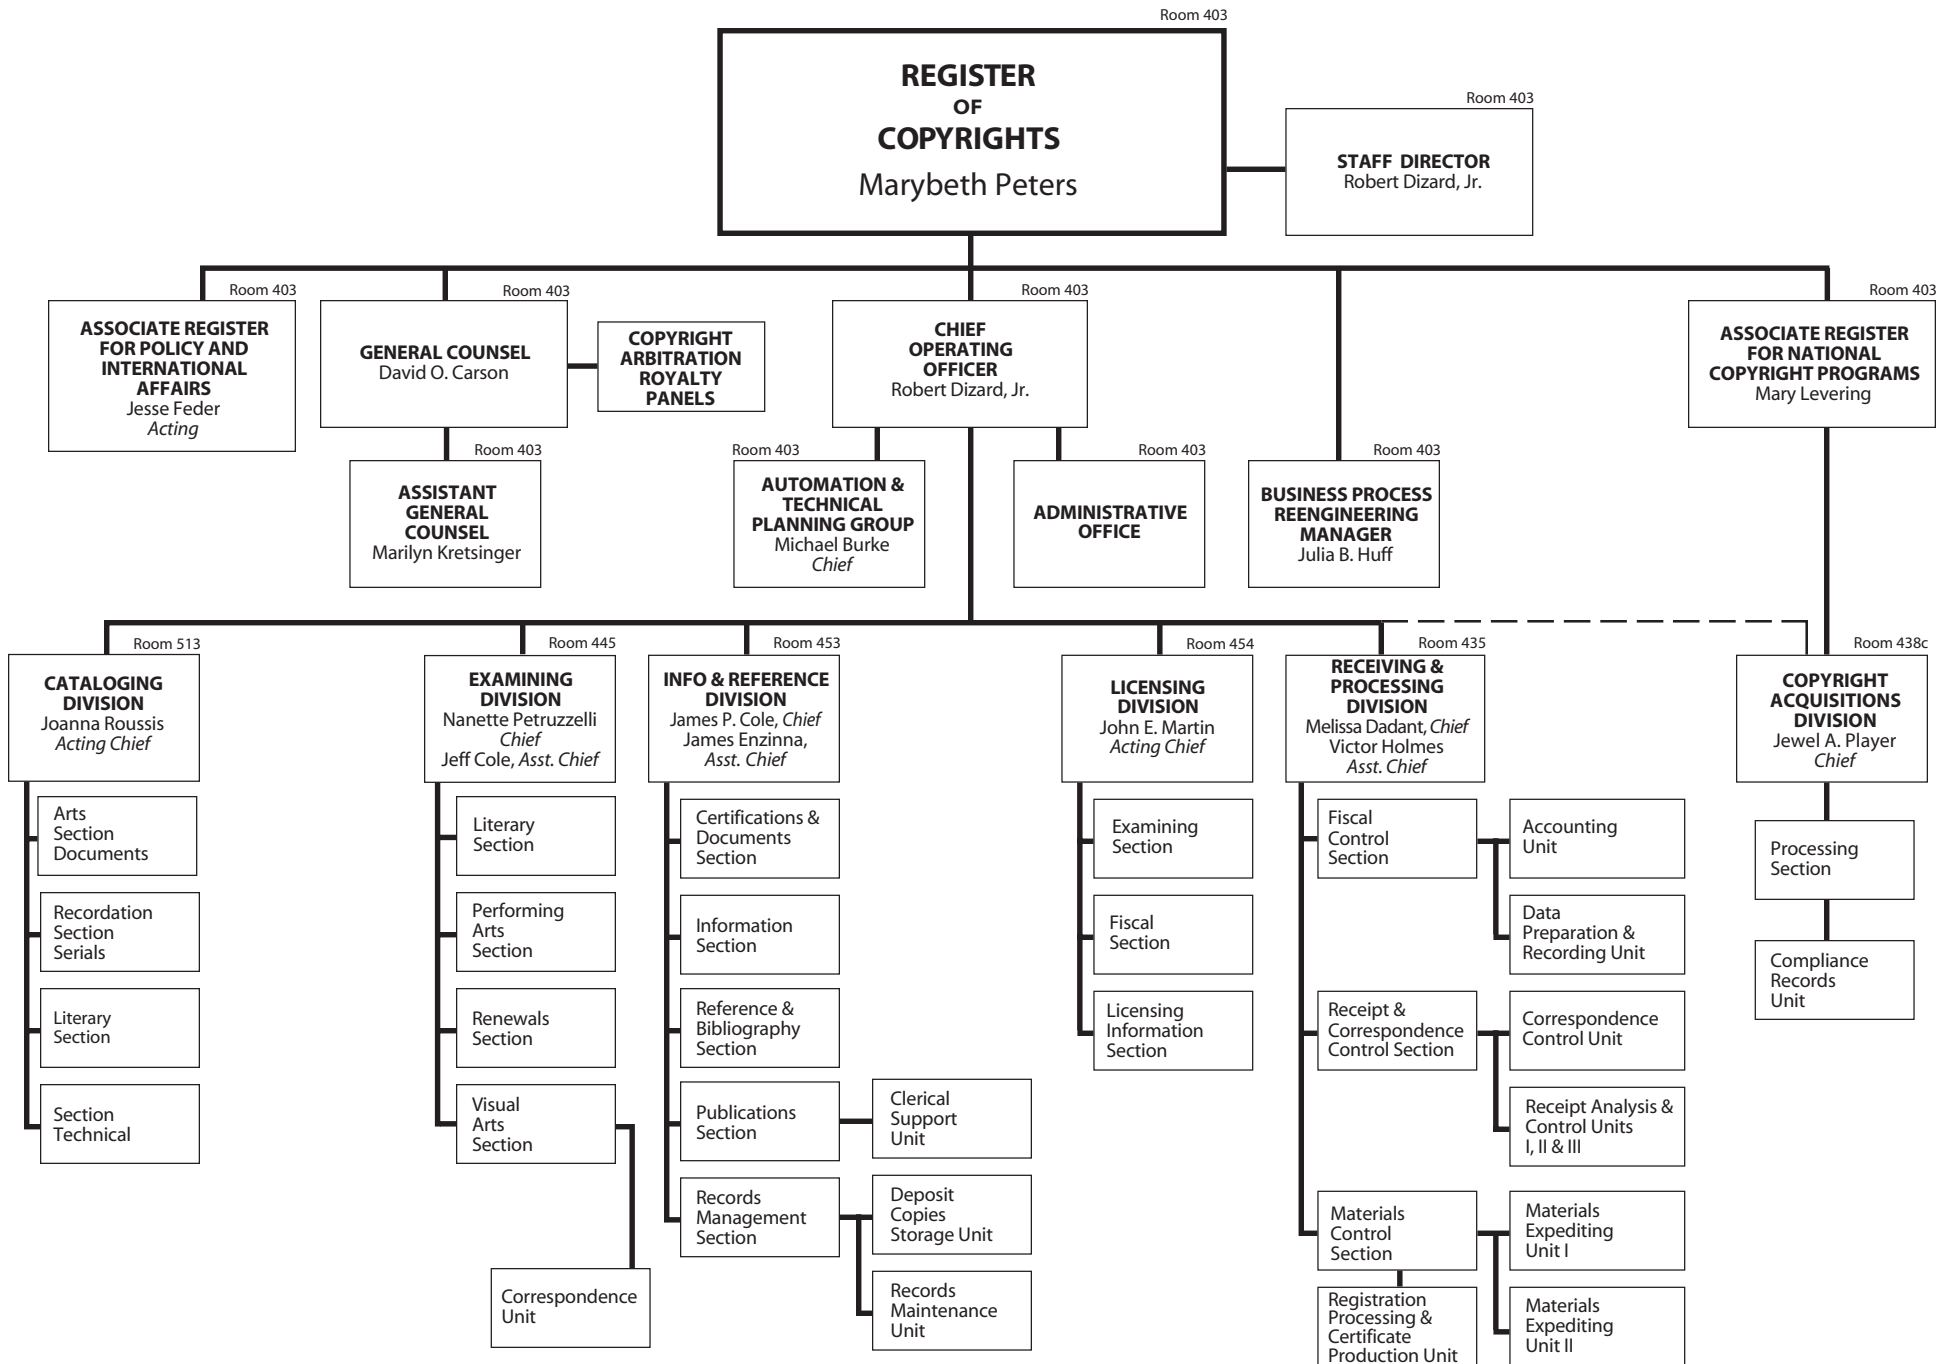 Room 403
REGISTER
OF
COPYRIGHTS
Marybeth Peters
Room 403
STAFF DIRECTOR
Robert Dizard, Jr.
Room 403
ASSOCIATE REGISTER
FOR POLICY AND
INTERNATIONAL
AFFAIRS
Jesse Feder
Acting
Room 403
GENERAL COUNSEL
David O. Carson
COPYRIGHT
ARBITRATION
ROYALTY
PANELS
Room 403
CHIEF
OPERATING
OFFICER
Robert Dizard, Jr.
Room 403
ASSOCIATE REGISTER
FOR NATIONAL
COPYRIGHT PROGRAMS
Mary Levering
Room 403
ASSISTANT
GENERAL
COUNSEL
Marilyn Kretsinger
Room 403
AUTOMATION &
TECHNICAL
PLANNING GROUP
Michael Burke
Chief
Room 403
ADMINISTRATIVE
OFFICE
Room 403
BUSINESS PROCESS
REENGINEERING
MANAGER
Julia B. Huff
Room 513
CATALOGING
DIVISION
Joanna Roussis
Acting Chief
Arts
Section
Documents
Recordation
Section
Serials
Literary
Section
Section
Technical
Room 445
EXAMINING
DIVISION
Nanette Petruzzelli
Chief
Jeff Cole, Asst. Chief
Literary
Section
Performing
Arts
Section
Renewals
Section
Visual
Arts
Section
Correspondence
Unit
Room 453
INFO & REFERENCE
DIVISION
James P. Cole, Chief
James Enzinna,
Asst. Chief
Certifications &
Documents
Section
Information
Section
Reference &
Bibliography
Section
Publications
Section
Clerical
Support
Unit
Records
Management
Section
Deposit
Copies
Storage Unit
Records
Maintenance
Unit
Room 454
LICENSING
DIVISION
John E. Martin
Acting Chief
Examining
Section
Fiscal
Section
Licensing
Information
Section
Room 435
RECEIVING &
PROCESSING
DIVISION
Melissa Dadant, Chief
Victor Holmes
Asst. Chief
Fiscal
Control
Section
Accounting
Unit
Data
Preparation &
Recording Unit
Receipt &
Correspondence
Control Section
Correspondence
Control Unit
Receipt Analysis &
Control Units
I, II & III
Materials
Control
Section
Materials
Expediting
Unit I
Registration
Processing &
Certificate
Production Unit
Materials
Expediting
Unit II
Room 438c
COPYRIGHT
ACQUISITIONS
DIVISION
Jewel A. Player
Chief
Processing
Section
Compliance
Records
Unit